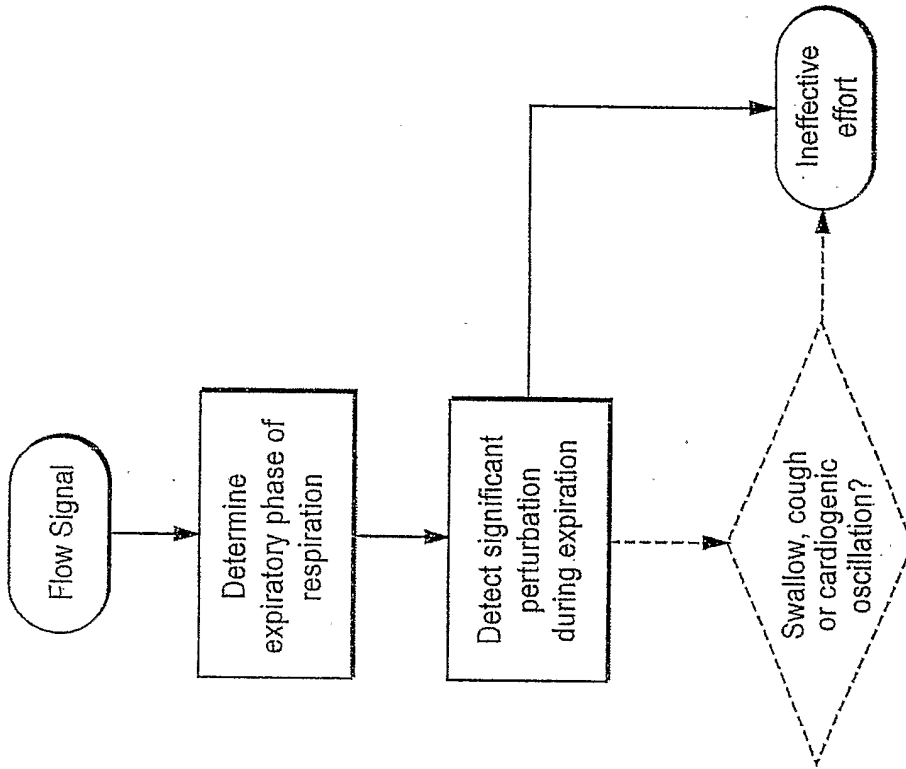 Flow Signal
Determine
expiratory phase of
respiration
Detect significant
perturbation
during expiration
Swallow, cough
or cardiogenic
oscillation?
Ineffective
effort